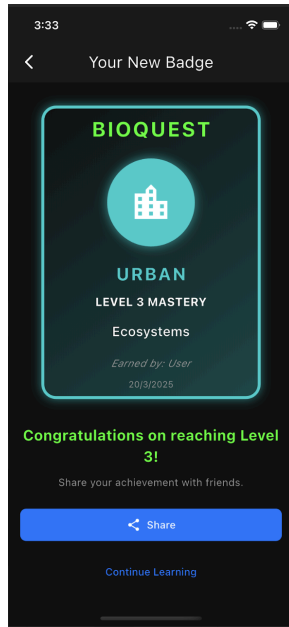 3:33
Your New Badge
BIOQUEST
URBAN
LEVEL 3 MASTERY
Ecosystems
Earned by: User
20/3/2025
Congratulations on reaching Level
3!
Share your achievement with friends.
Share
Continue Learning